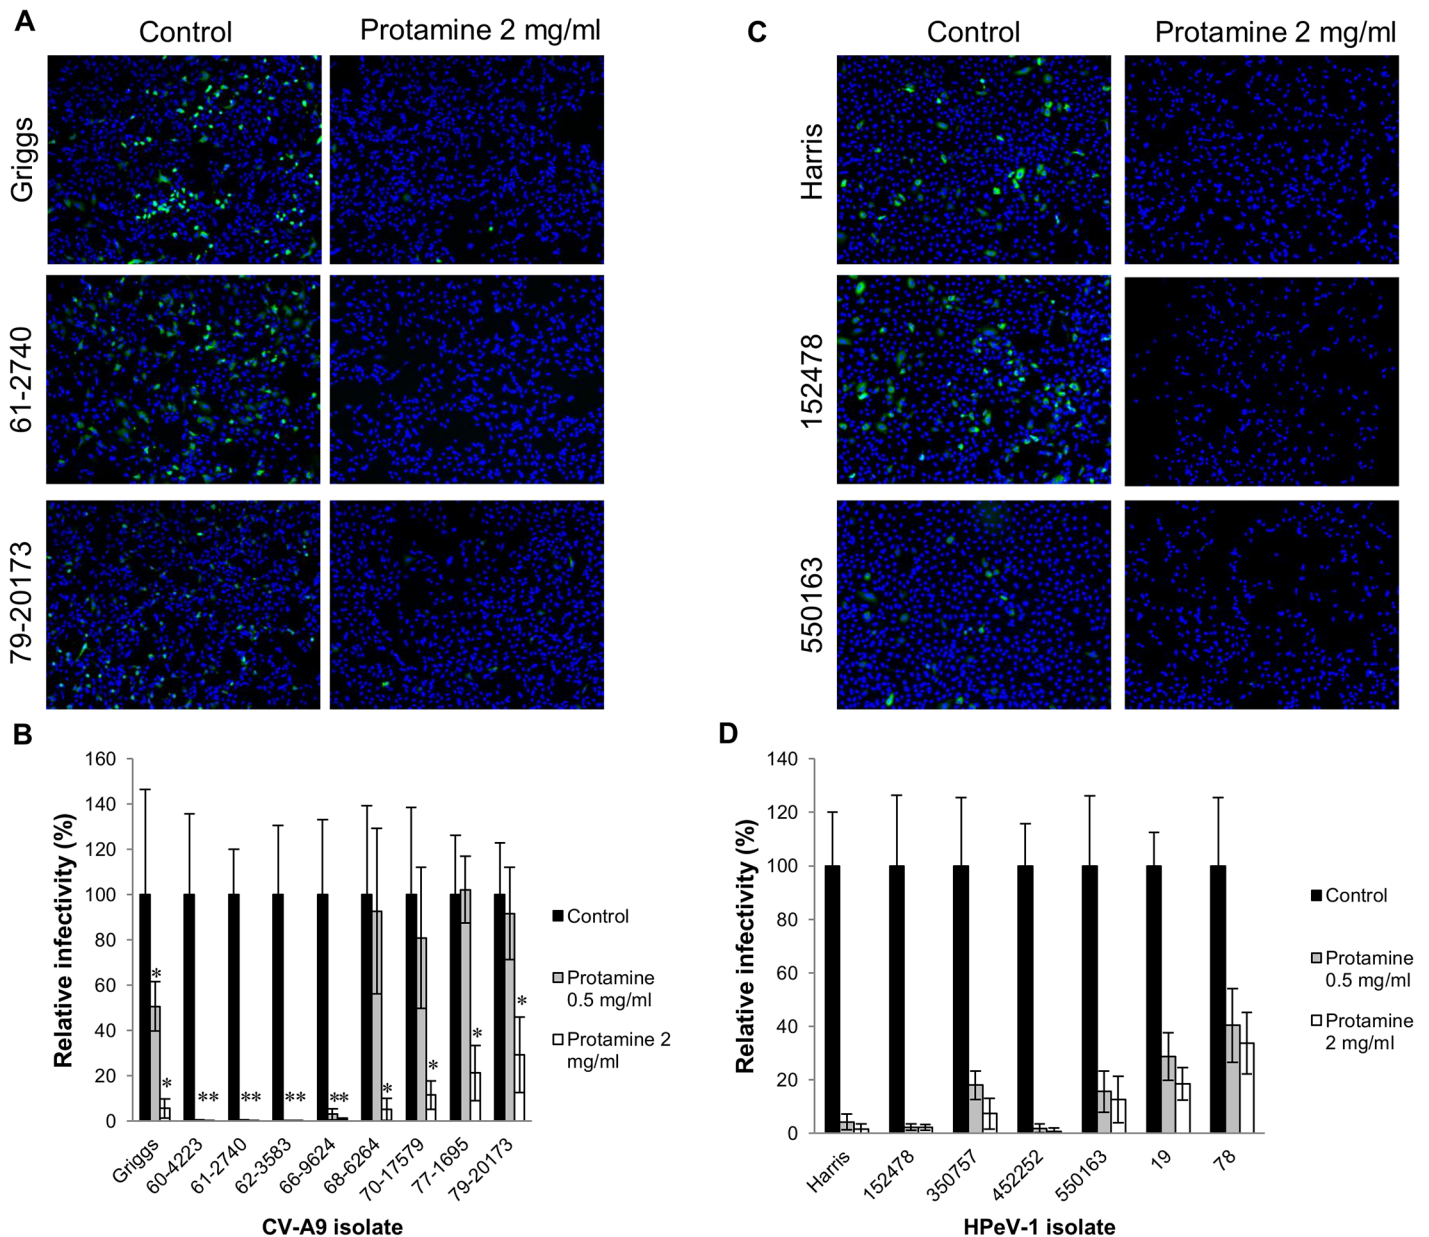 A
Control
Protamine 2 mg/ml
Griggs
61-2740
79-20173
C
Control
Protamine 2 mg/ml
Harris
152478
550163
B
Relative infectivity (%)
160
140
120
100
80
60
40
20
0
*
*
**
**
**
**
*
*
*
*
Griggs
60-4223
61-2740
62-3583
66-9624
68-6264
70-17579
77-1695
79-20173
CV-A9 isolate
Control
Protamine
0.5 mg/ml
Protamine 2
mg/ml
D
Relative infectivity (%)
140
120
100
80
60
40
20
0
Harris
152478
350757
452252
550163
19
78
HPeV-1 isolate
Control
Protamine
0.5 mg/ml
Protamine
2 mg/ml